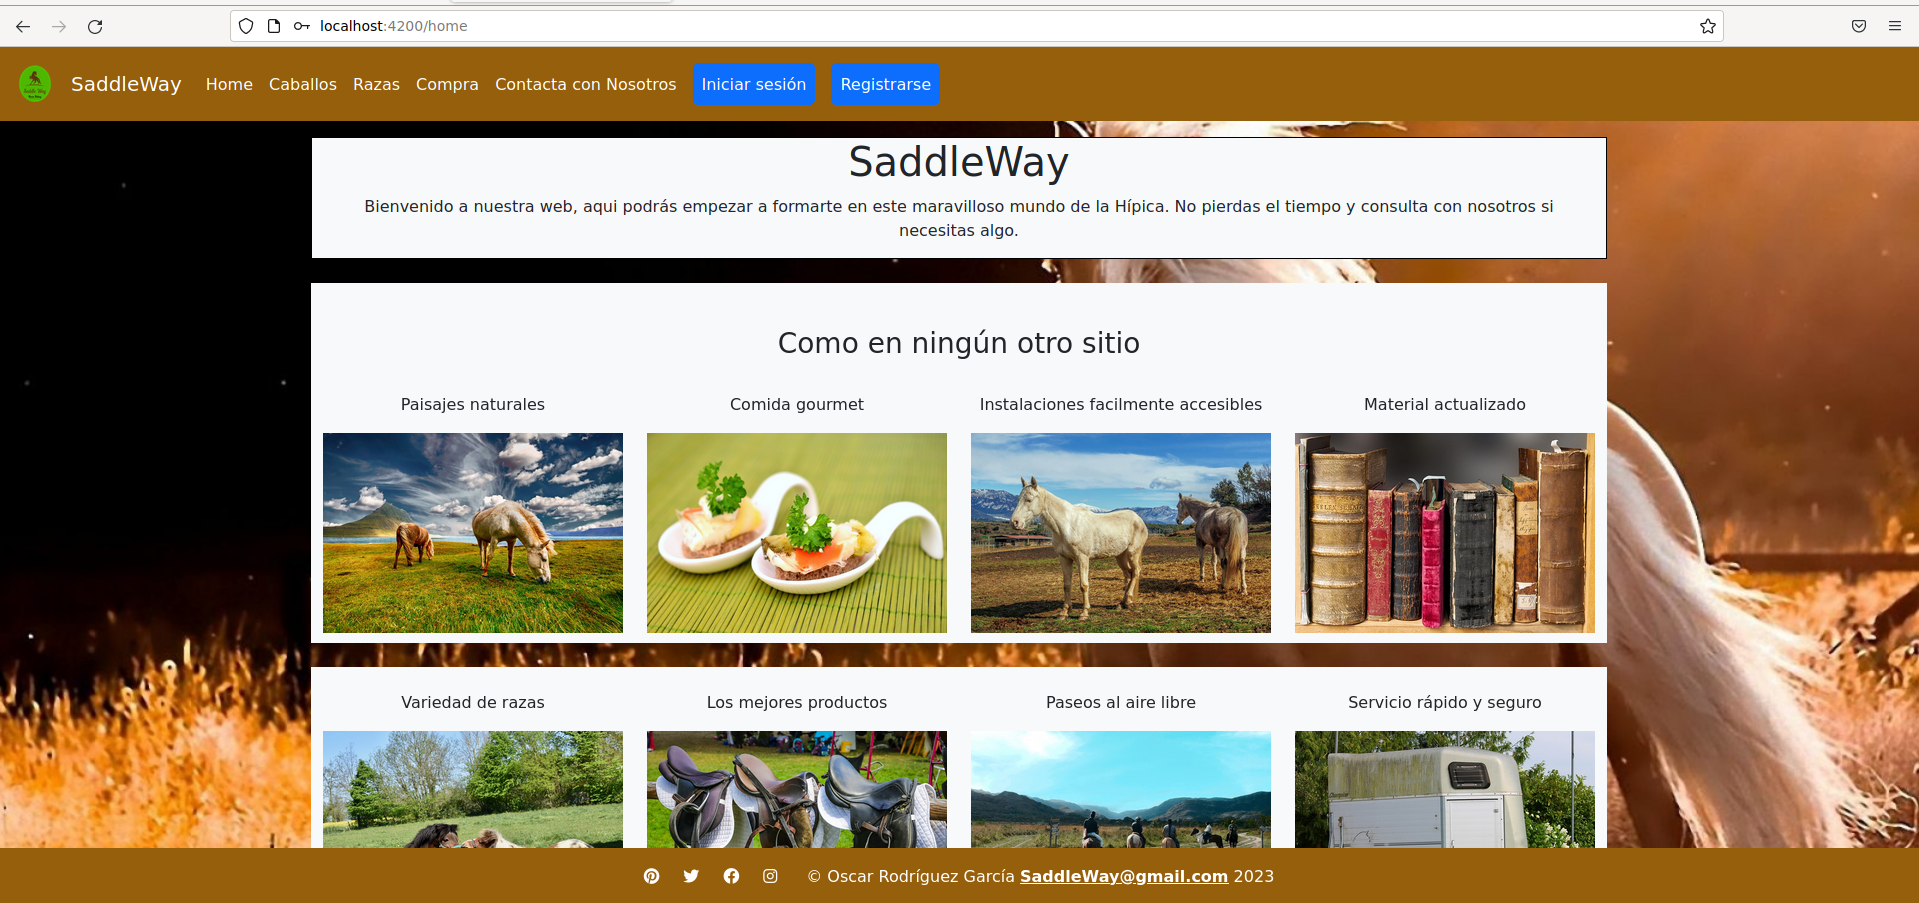 localhost:4200/home
SaddleWay Home Caballos Razas Compra Contacta con Nosotros Iniciar sesión Registrarse
SaddleWay
Bienvenido a nuestra web, aqui podrás empezar a formarte en este maravilloso mundo de la Hípica. No pierdas el tiempo y consulta con nosotros si
necesitas algo.
Como en ningún otro sitio
Paisajes naturales Comida gourmet Instalaciones facilmente accesibles Material actualizado
Variedad de razas Los mejores productos Paseos al aire libre Servicio rápido y seguro
© Oscar Rodríguez García SaddleWay@gmail.com 2023